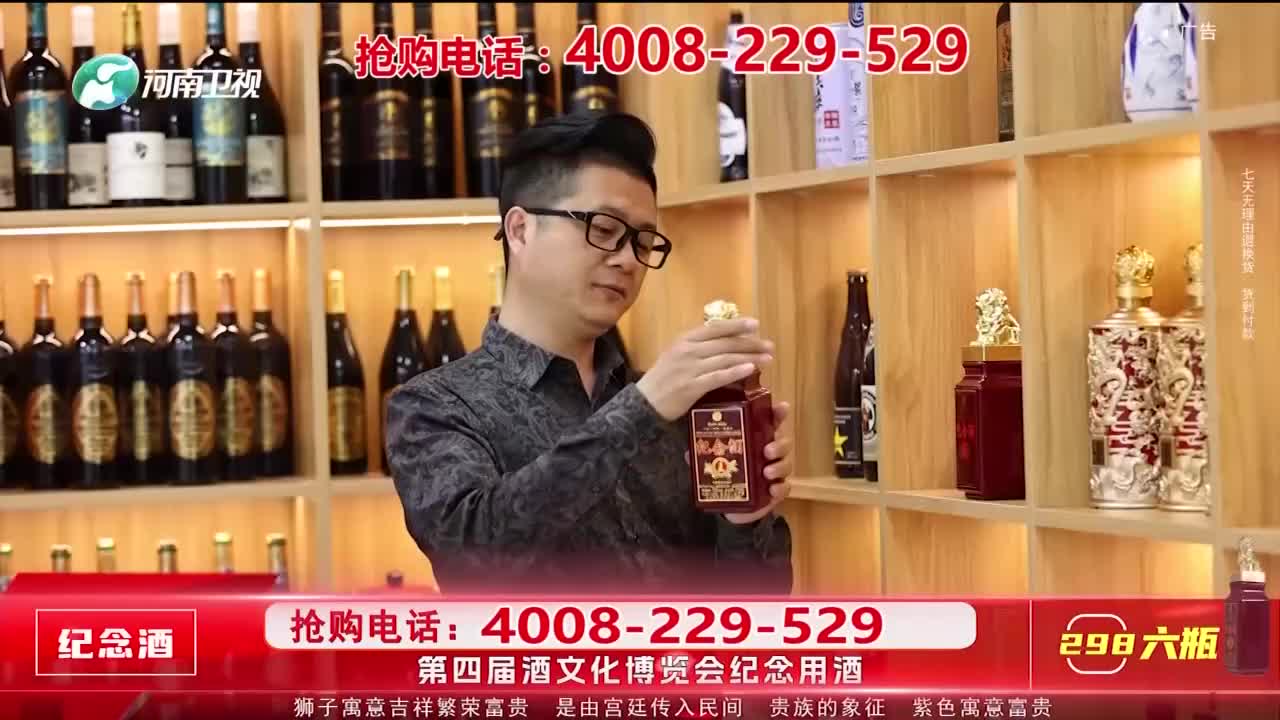 抢购电话：4008-229-529
广告
河南卫视
七天无理由退换货 货到付款
纪念酒
纪念酒
抢购电话：4008-229-529
第四届酒文化博览会纪念用酒
298六瓶
狮子寓意吉祥繁荣富贵 是由宫廷传入民间 贵族的象征 紫色寓意富贵